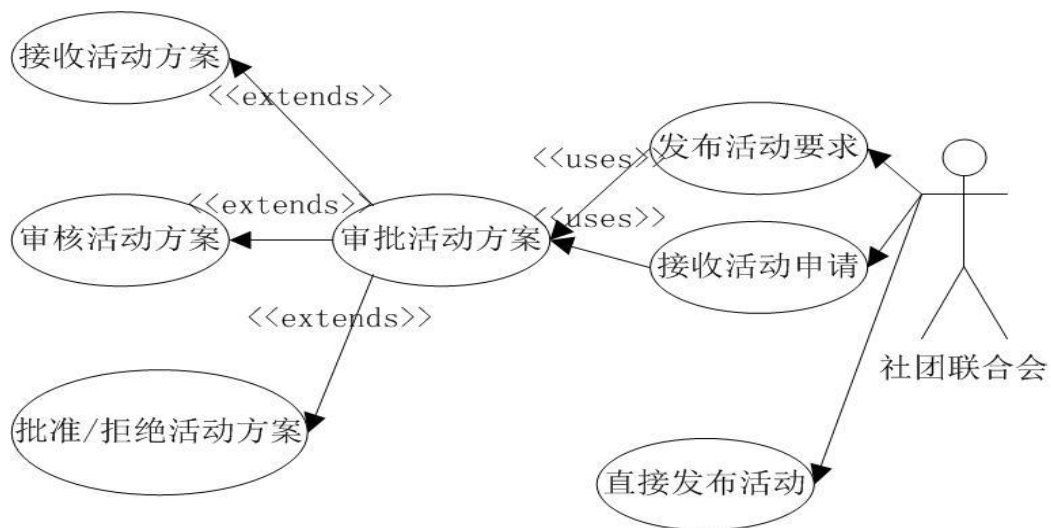 接收活动方案
<<extends>>
发布活动要求
<<uses>>
<<extends>>
<<uses>>
审核活动方案
审批活动方案
接收活动申请
<<extends>>
社团联合会
批准/拒绝活动方案
直接发布活动